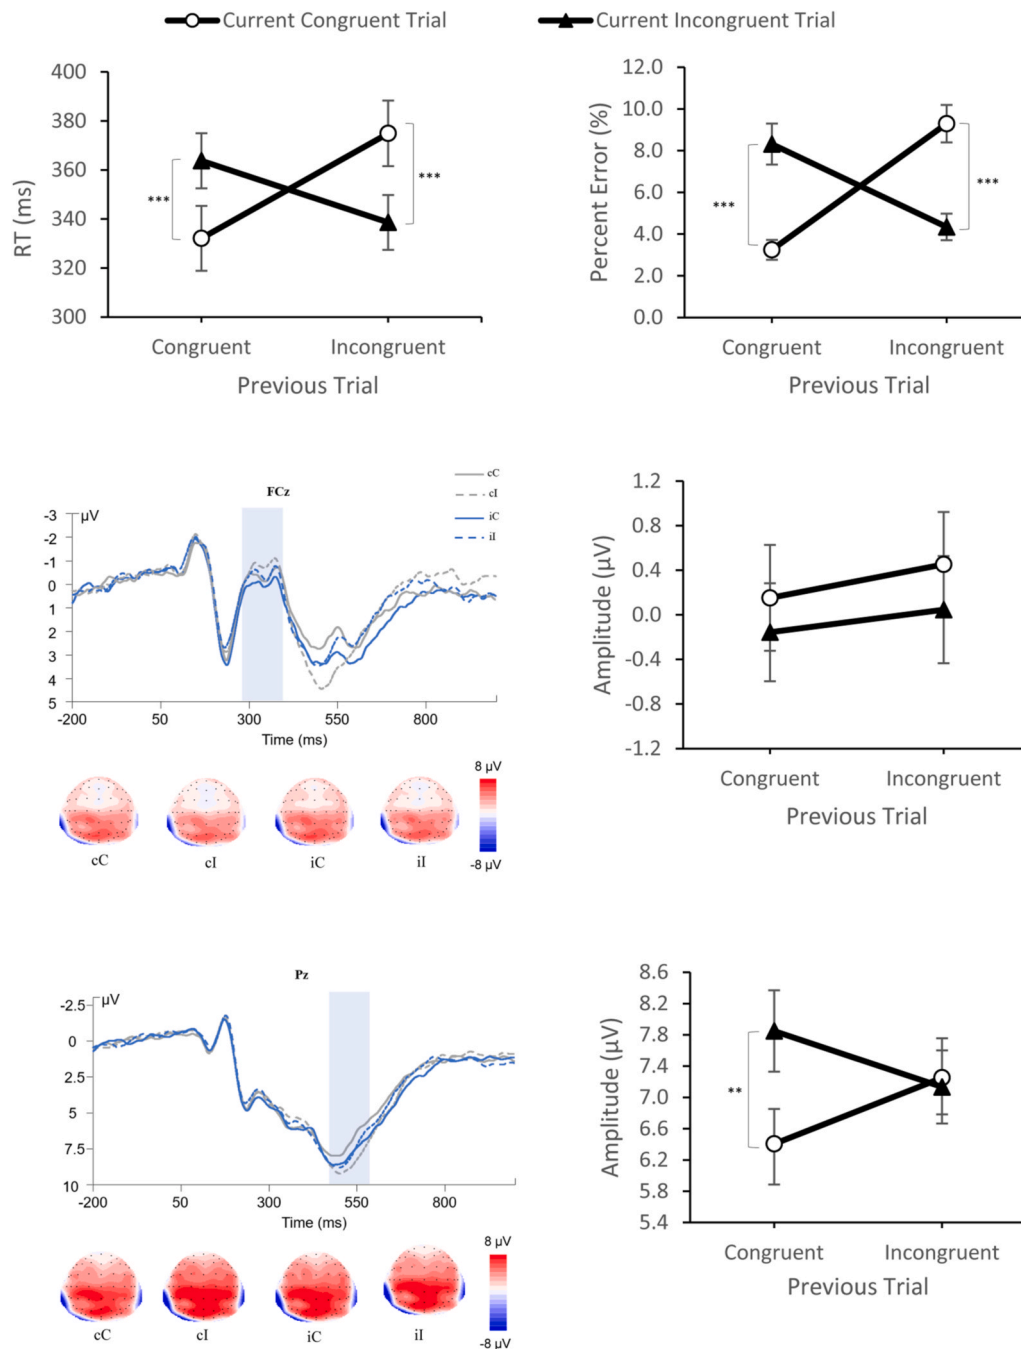 Current Congruent Trial
Current Incongruent Trial
RT (ms)
400
380
360
340
320
300
***
***
Congruent
Incongruent
Previous Trial
Percent Error (%)
12.0
10.0
8.0
6.0
4.0
2.0
0.0
***
***
Congruent
Incongruent
Previous Trial
FCz
cC
cI
iC
iI
µV
-3
-2
-1
0
1
2
3
4
5
-200
50
300
550
800
Time (ms)
cC
cI
iC
iI
8 µV
-8 µV
Amplitude (µV)
1.2
0.8
0.4
0.0
-0.4
-0.8
-1.2
Congruent
Incongruent
Previous Trial
Pz
µV
-2.5
0
2.5
5
7.5
10
-200
50
300
550
800
Time (ms)
cC
cI
iC
iI
8 µV
-8 µV
Amplitude (µV)
8.6
8.2
7.8
7.4
7.0
6.6
6.2
5.8
5.4
**
Congruent
Incongruent
Previous Trial